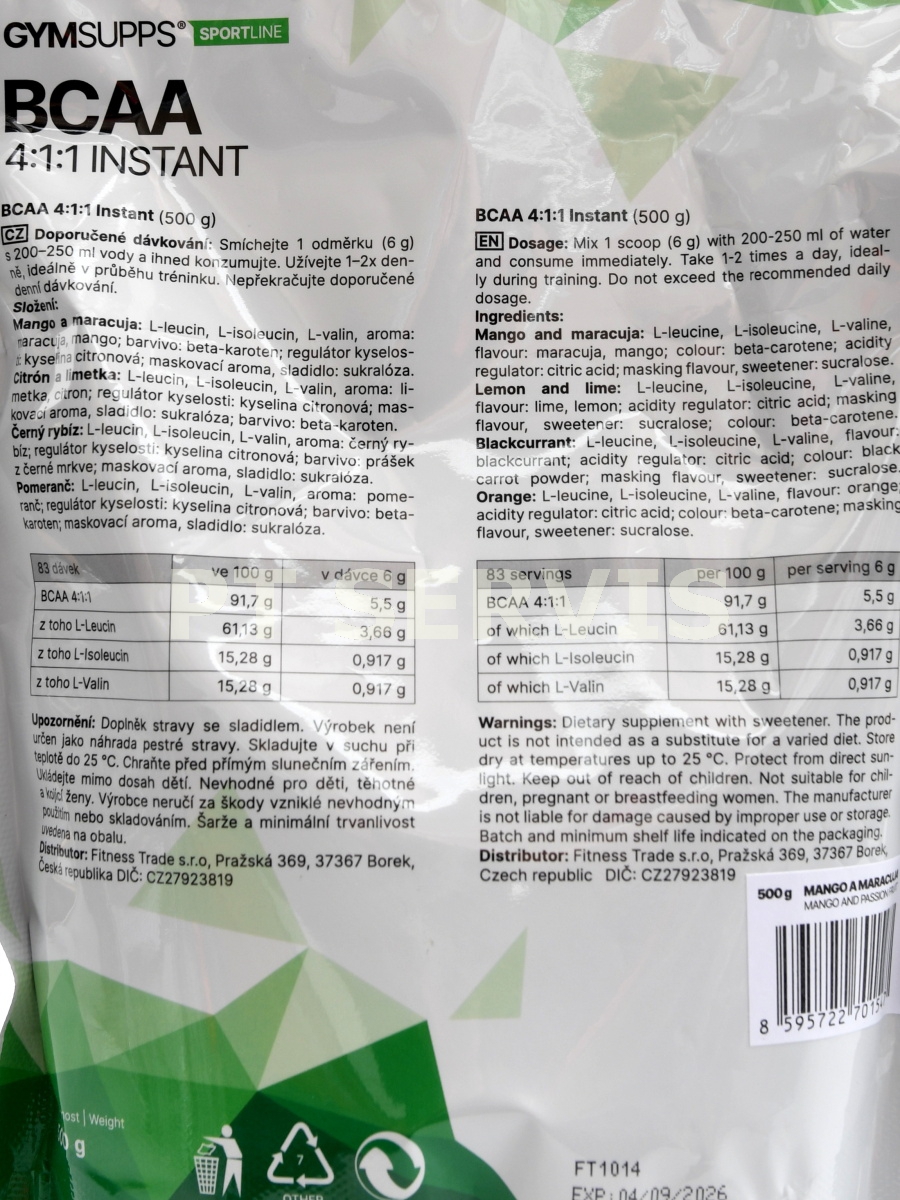 GYMSUPPS® SPORTLINE
BCAA
4:1:1 INSTANT
BCAA 4:1:1 Instant (500 g)
CZ Doporučené dávkování: Smíchejte 1 odměrku (6 g)
s 200–250 ml vody a ihned konzumujte. Užívejte 1–2x den-
ně, ideálně v průběhu tréninku. Nepřekračujte doporučené
denní dávkování.
Složení:
Mango a maracuja: L-leucin, L-isoleucin, L-valin, aroma:
maracuja, mango; barvivo: beta-karoten; regulátor kyselos-
ti: kyselina citronová; maskovací aroma, sladidlo: sukralóza.
Citrón a limetka: L-leucin, L-isoleucin, L-valin, aroma: li-
metka, citron; regulátor kyselosti: kyselina citronová; mas-
kovací aroma, sladidlo: sukralóza; barvivo: beta-karoten.
Černý rybíz: L-leucin, L-isoleucin, L-valin, aroma: černý ry-
bíz; regulátor kyselosti: kyselina citronová; barvivo: prášek
z černé mrkve; maskovací aroma, sladidlo: sukralóza.
Pomeranč: L-leucin, L-isoleucin, L-valin, aroma: pome-
ranč; regulátor kyselosti: kyselina citronová; barvivo: beta-
karoten; maskovací aroma, sladidlo: sukralóza.
83 dávek ve 100 g v dávce 6 g
BCAA 4:1:1 91,7 g 5,5 g
z toho L-Leucin 61,13 g 3,66 g
z toho L-Isoleucin 15,28 g 0,917 g
z toho L-Valin 15,28 g 0,917 g
Upozornění: Doplněk stravy se sladidlem. Výrobek není
určen jako náhrada pestré stravy. Skladujte v suchu při
teplotě do 25 °C. Chraňte před přímým slunečním zářením.
Ukládejte mimo dosah dětí. Nevhodné pro děti, těhotné
a kojící ženy. Výrobce neručí za škody vzniklé nevhodným
použitím nebo skladováním. Šarže a minimální trvanlivost
uvedena na obalu.
Distributor: Fitness Trade s.r.o, Pražská 369, 37367 Borek,
Česká republika DIČ: CZ27923819
BCAA 4:1:1 Instant (500 g)
EN Dosage: Mix 1 scoop (6 g) with 200-250 ml of water
and consume immediately. Take 1-2 times a day, ideal-
ly during training. Do not exceed the recommended daily
dosage.
Ingredients:
Mango and maracuja: L-leucine, L-isoleucine, L-valine,
flavour: maracuja, mango; colour: beta-carotene; acidity
regulator: citric acid; masking flavour, sweetener: sucralose.
Lemon and lime: L-leucine, L-isoleucine, L-valine,
flavour: lime, lemon; acidity regulator: citric acid; masking
flavour, sweetener: sucralose; colour: beta-carotene.
Blackcurrant: L-leucine, L-isoleucine, L-valine, flavour:
blackcurrant; acidity regulator: citric acid; colour: black
carrot powder; masking flavour, sweetener: sucralose.
Orange: L-leucine, L-isoleucine, L-valine, flavour: orange;
acidity regulator: citric acid; colour: beta-carotene; masking
flavour, sweetener: sucralose.
83 servings per 100 g per serving 6 g
BCAA 4:1:1 91,7 g 5,5 g
of which L-Leucin 61,13 g 3,66 g
of which L-Isoleucin 15,28 g 0,917 g
of which L-Valin 15,28 g 0,917 g
PT SERVIS
Warnings: Dietary supplement with sweetener. The prod-
uct is not intended as a substitute for a varied diet. Store
dry at temperatures up to 25 °C. Protect from direct sun-
light. Keep out of reach of children. Not suitable for chil-
dren, pregnant or breastfeeding women. The manufacturer
is not liable for damage caused by improper use or storage.
Batch and minimum shelf life indicated on the packaging.
Distributor: Fitness Trade s.r.o, Pražská 369, 37367 Borek,
Czech republic DIČ: CZ27923819
500 g MANGO A MARACUJA
MANGO AND PASSION
8 595722 7015
Weight
g
7
OTHER
FT1014
EXP: 04/09/2026